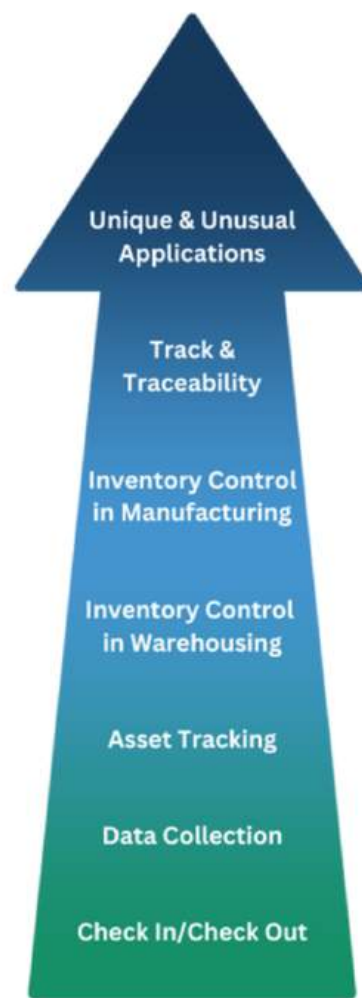 Unique & Unusual
Applications
Track &
Traceability
Inventory Control
in Manufacturing
Inventory Control
in Warehousing
Asset Tracking
Data Collection
Check In/Check Out